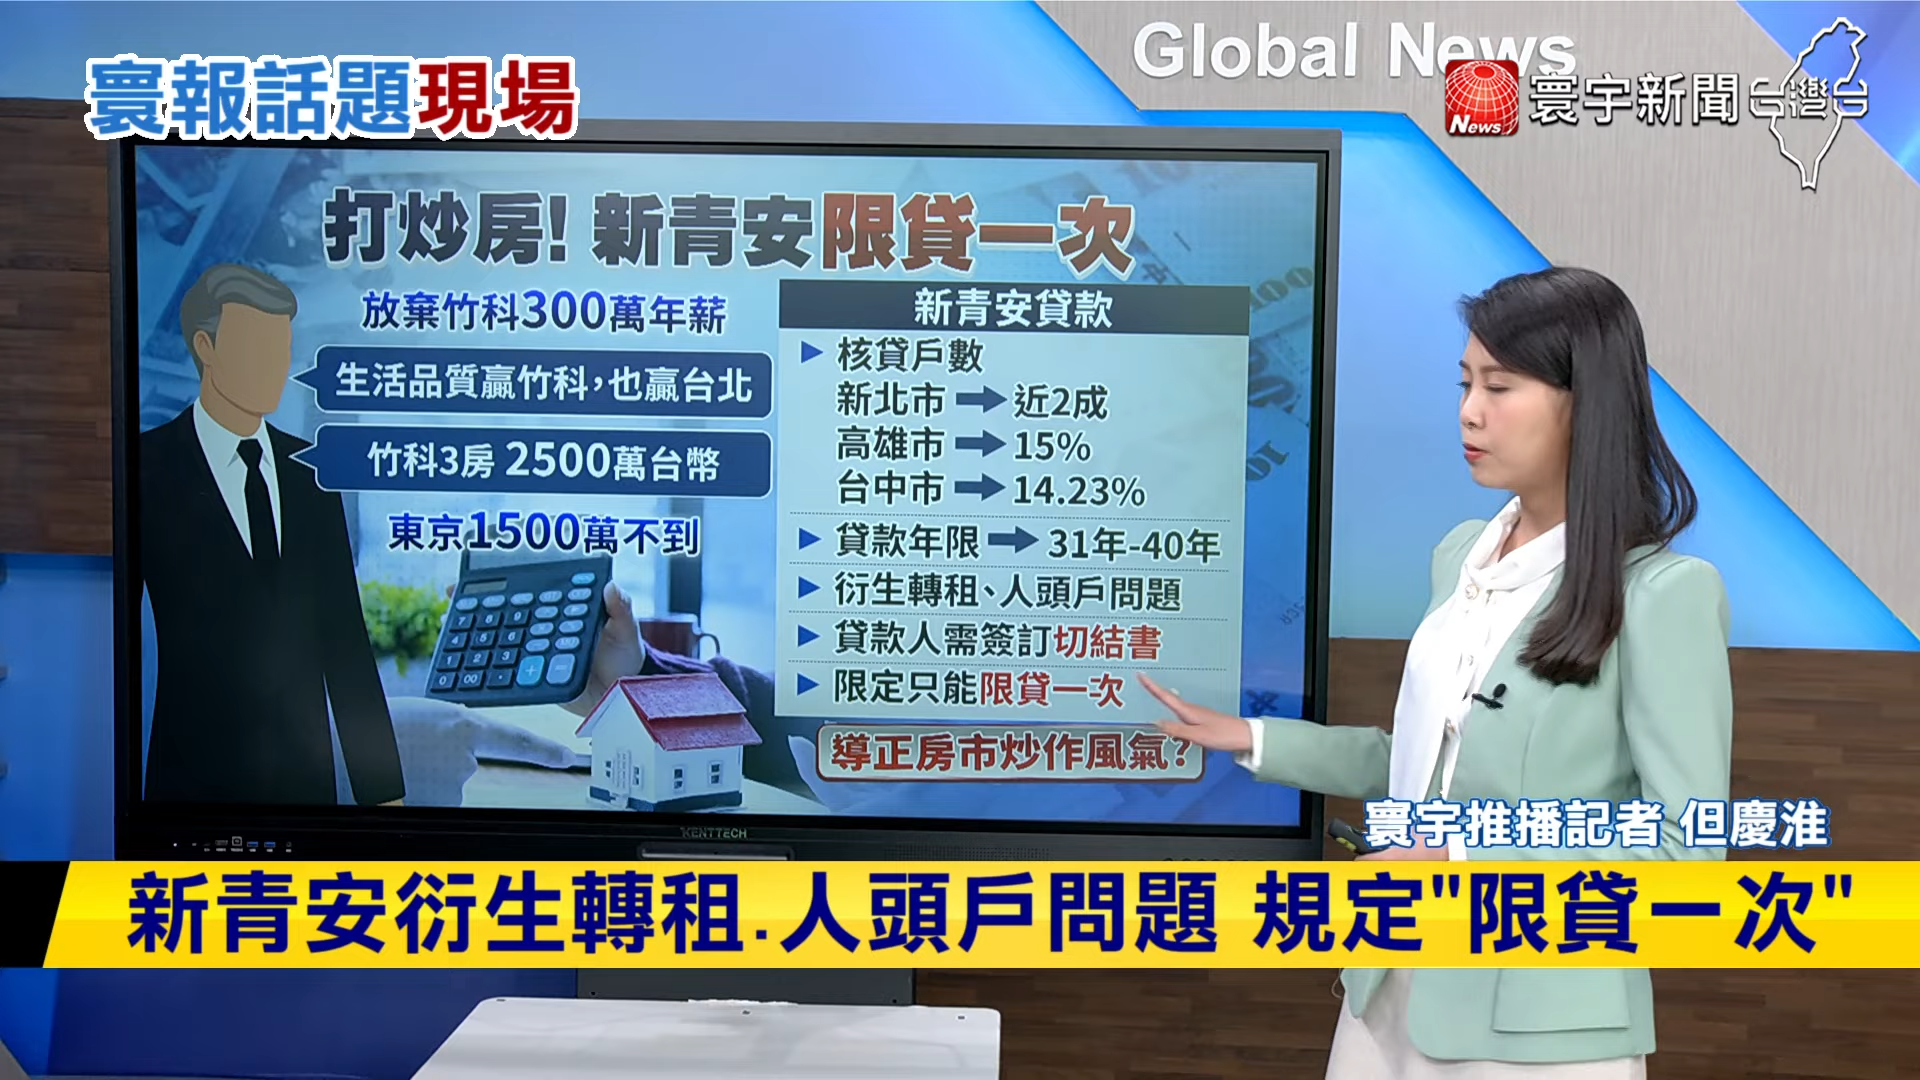 Global News
寰報話題現場
News
寰宇新聞
台灣
打炒房! 新青安限貸一次
放棄竹科300萬年薪
生活品質贏竹科,也贏台北
竹科3房 2500萬台幣
東京1500萬不到
新青安貸款
核貸戶數
新北市 → 近2成
高雄市 → 15%
台中市 → 14.23%
貸款年限 → 31年-40年
衍生轉租、人頭戶問題
貸款人需簽訂切結書
限定只能限貸一次
導正房市炒作風氣?
KENTTECH
寰宇推播記者 但慶淮
新青安衍生轉租.人頭戶問題 規定"限貸一次"